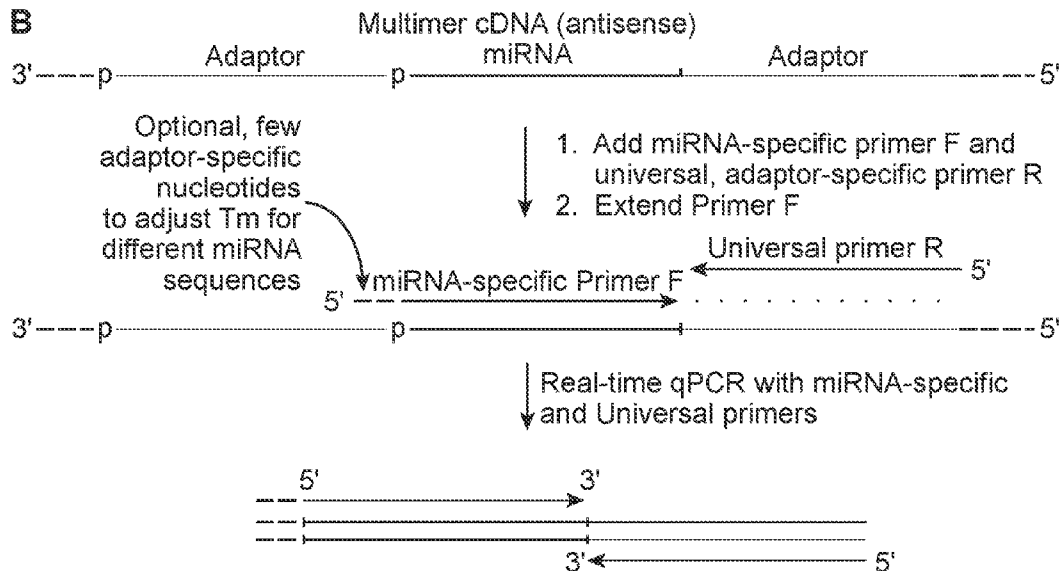 B
Multimer cDNA (antisense)
Adaptor miRNA Adaptor
3' p p 5'
Optional, few
adaptor-specific
nucleotides
to adjust Tm for
different miRNA
sequences
1. Add miRNA-specific primer F and
universal, adaptor-specific primer R
2. Extend Primer F
Universal primer R
5'
miRNA-specific Primer F
5'
3' p p 5'
Real-time qPCR with miRNA-specific
and Universal primers
5' 3'
3' 5'